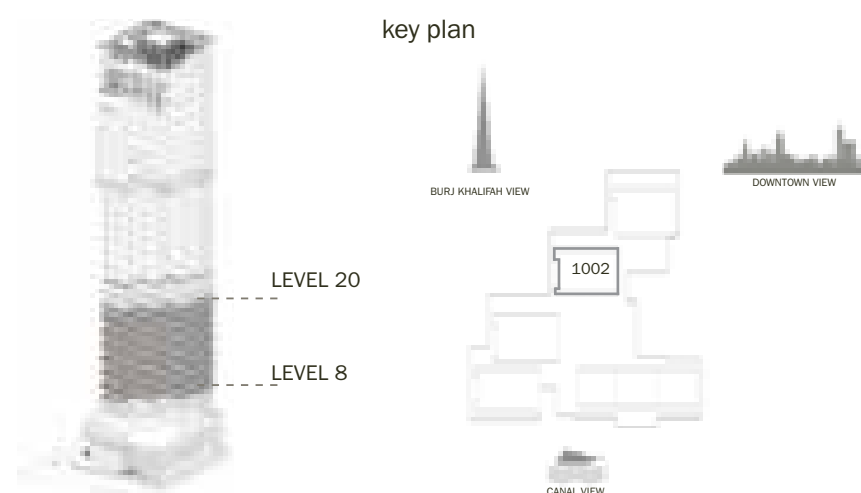 key plan
BURJ KHALIFAH VIEW
DOWNTOWN VIEW
1002
LEVEL 20
LEVEL 8
CANAL VIEW